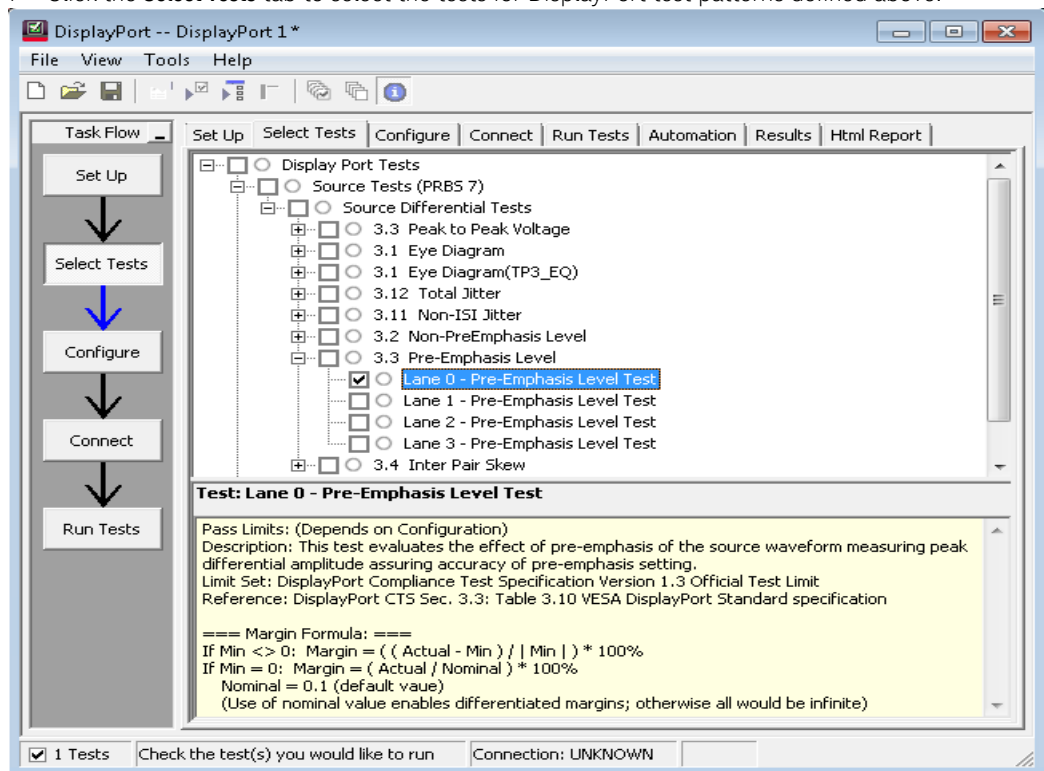 Click the Select Tests tab to select the tests for DisplayPort test patterns defined above.
DisplayPort -- DisplayPort 1*
File View Tools Help
Task Flow
Set Up
Select Tests
Configure
Connect
Run Tests
Set Up Select Tests Configure Connect Run Tests Automation Results Html Report
Display Port Tests
Source Tests (PRBS 7)
Source Differential Tests
3.3 Peak to Peak Voltage
3.1 Eye Diagram
3.1 Eye Diagram(TP3_EQ)
3.12 Total Jitter
3.11 Non-ISI Jitter
3.2 Non-PreEmphasis Level
3.3 Pre-Emphasis Level
Lane 0 - Pre-Emphasis Level Test
Lane 1 - Pre-Emphasis Level Test
Lane 2 - Pre-Emphasis Level Test
Lane 3 - Pre-Emphasis Level Test
3.4 Inter Pair Skew
Test: Lane 0 - Pre-Emphasis Level Test
Pass Limits: (Depends on Configuration)
Description: This test evaluates the effect of pre-emphasis of the source waveform measuring peak
differential amplitude assuring accuracy of pre-emphasis setting.
Limit Set: DisplayPort Compliance Test Specification Version 1.3 Official Test Limit
Reference: DisplayPort CTS Sec. 3.3: Table 3.10 VESA DisplayPort Standard specification
=== Margin Formula: ===
If Min <> 0: Margin = ( ( Actual - Min ) / | Min | ) * 100%
If Min = 0: Margin = ( Actual / Nominal ) * 100%
Nominal = 0.1 (default vaue)
(Use of nominal value enables differentiated margins; otherwise all would be infinite)
1 Tests Check the test(s) you would like to run Connection: UNKNOWN